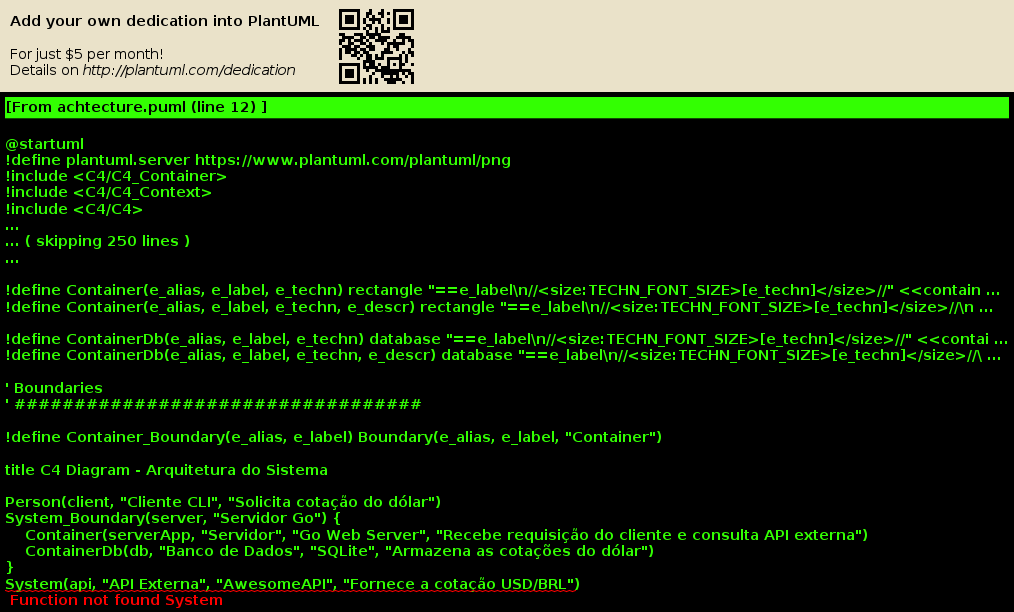 Add your own dedication into PlantUML
For just $5 per month!
Details on http://plantuml.com/dedication
[From achtecture.puml (line 12) ]
@startuml
!define plantuml.server https://www.plantuml.com/plantuml/png
!include <C4/C4_Container>
!include <C4/C4_Context>
!include <C4/C4>
...
... ( skipping 250 lines )
...
!define Container(e_alias, e_label, e_techn) rectangle "==e_label\n//<size:TECHN_FONT_SIZE>[e_techn]</size>//" <<contain ...
!define Container(e_alias, e_label, e_techn, e_descr) rectangle "==e_label\n//<size:TECHN_FONT_SIZE>[e_techn]</size>//\n ...
!define ContainerDb(e_alias, e_label, e_techn) database "==e_label\n//<size:TECHN_FONT_SIZE>[e_techn]</size>//" <<contai ...
!define ContainerDb(e_alias, e_label, e_techn, e_descr) database "==e_label\n//<size:TECHN_FONT_SIZE>[e_techn]</size>//\ ...
' Boundaries
' ##################################
!define Container_Boundary(e_alias, e_label) Boundary(e_alias, e_label, "Container")
title C4 Diagram - Arquitetura do Sistema
Person(client, "Cliente CLI", "Solicita cotação do dólar")
System_Boundary(server, "Servidor Go") {
Container(serverApp, "Servidor", "Go Web Server", "Recebe requisição do cliente e consulta API externa")
ContainerDb(db, "Banco de Dados", "SQLite", "Armazena as cotações do dólar")
}
System(api, "API Externa", "AwesomeAPI", "Fornece a cotação USD/BRL")
Function not found System